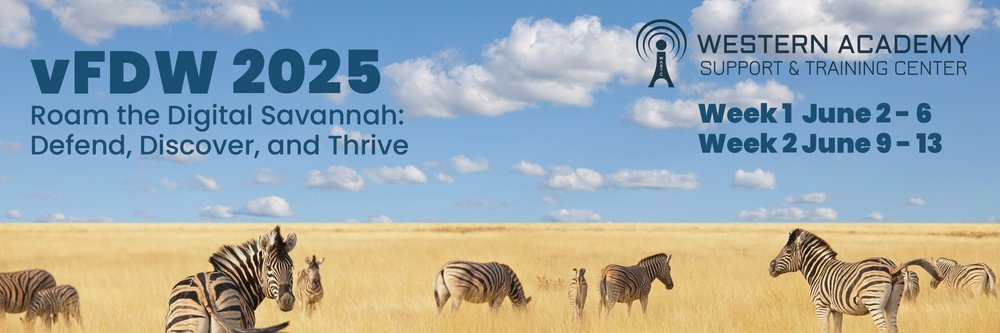 vFDW 2025
Roam the Digital Savannah:
Defend, Discover, and Thrive
WASTC
WESTERN ACADEMY
SUPPORT & TRAINING CENTER
Week 1 June 2 - 6
Week 2 June 9 - 13